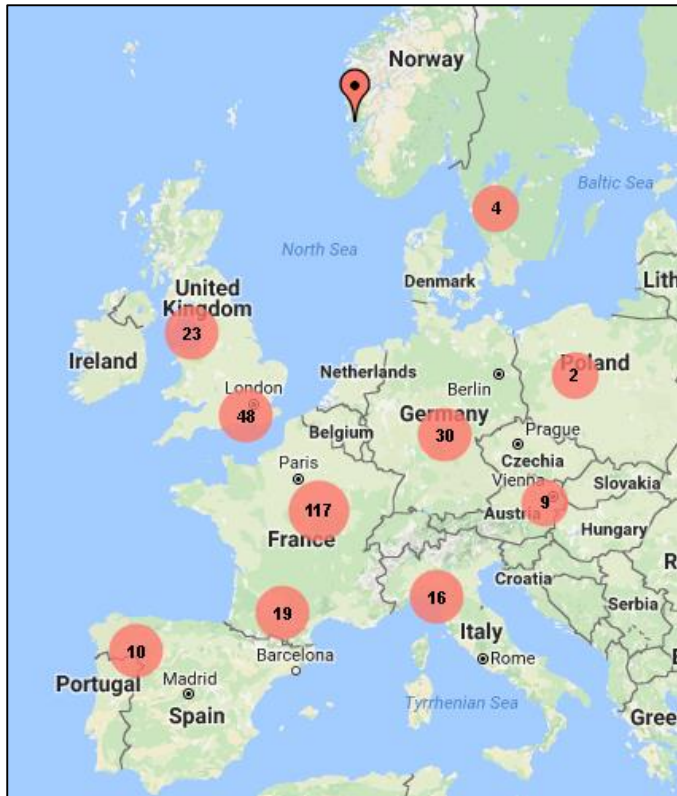 Norway
Baltic Sea
4
North Sea
Denmark
Lith
United
Kingdom
23
Ireland
Poland
2
Netherlands
Berlin
London
48
Germany
30
Belgium
Prague
Czechia
Paris
Vienna
9
Slovakia
Austria
117
France
Hungary
Croatia
R
16
Serbia
19
Italy
10
Barcelona
Rome
Portugal
Madrid
Spain
Tyrrhenian Sea
Gree